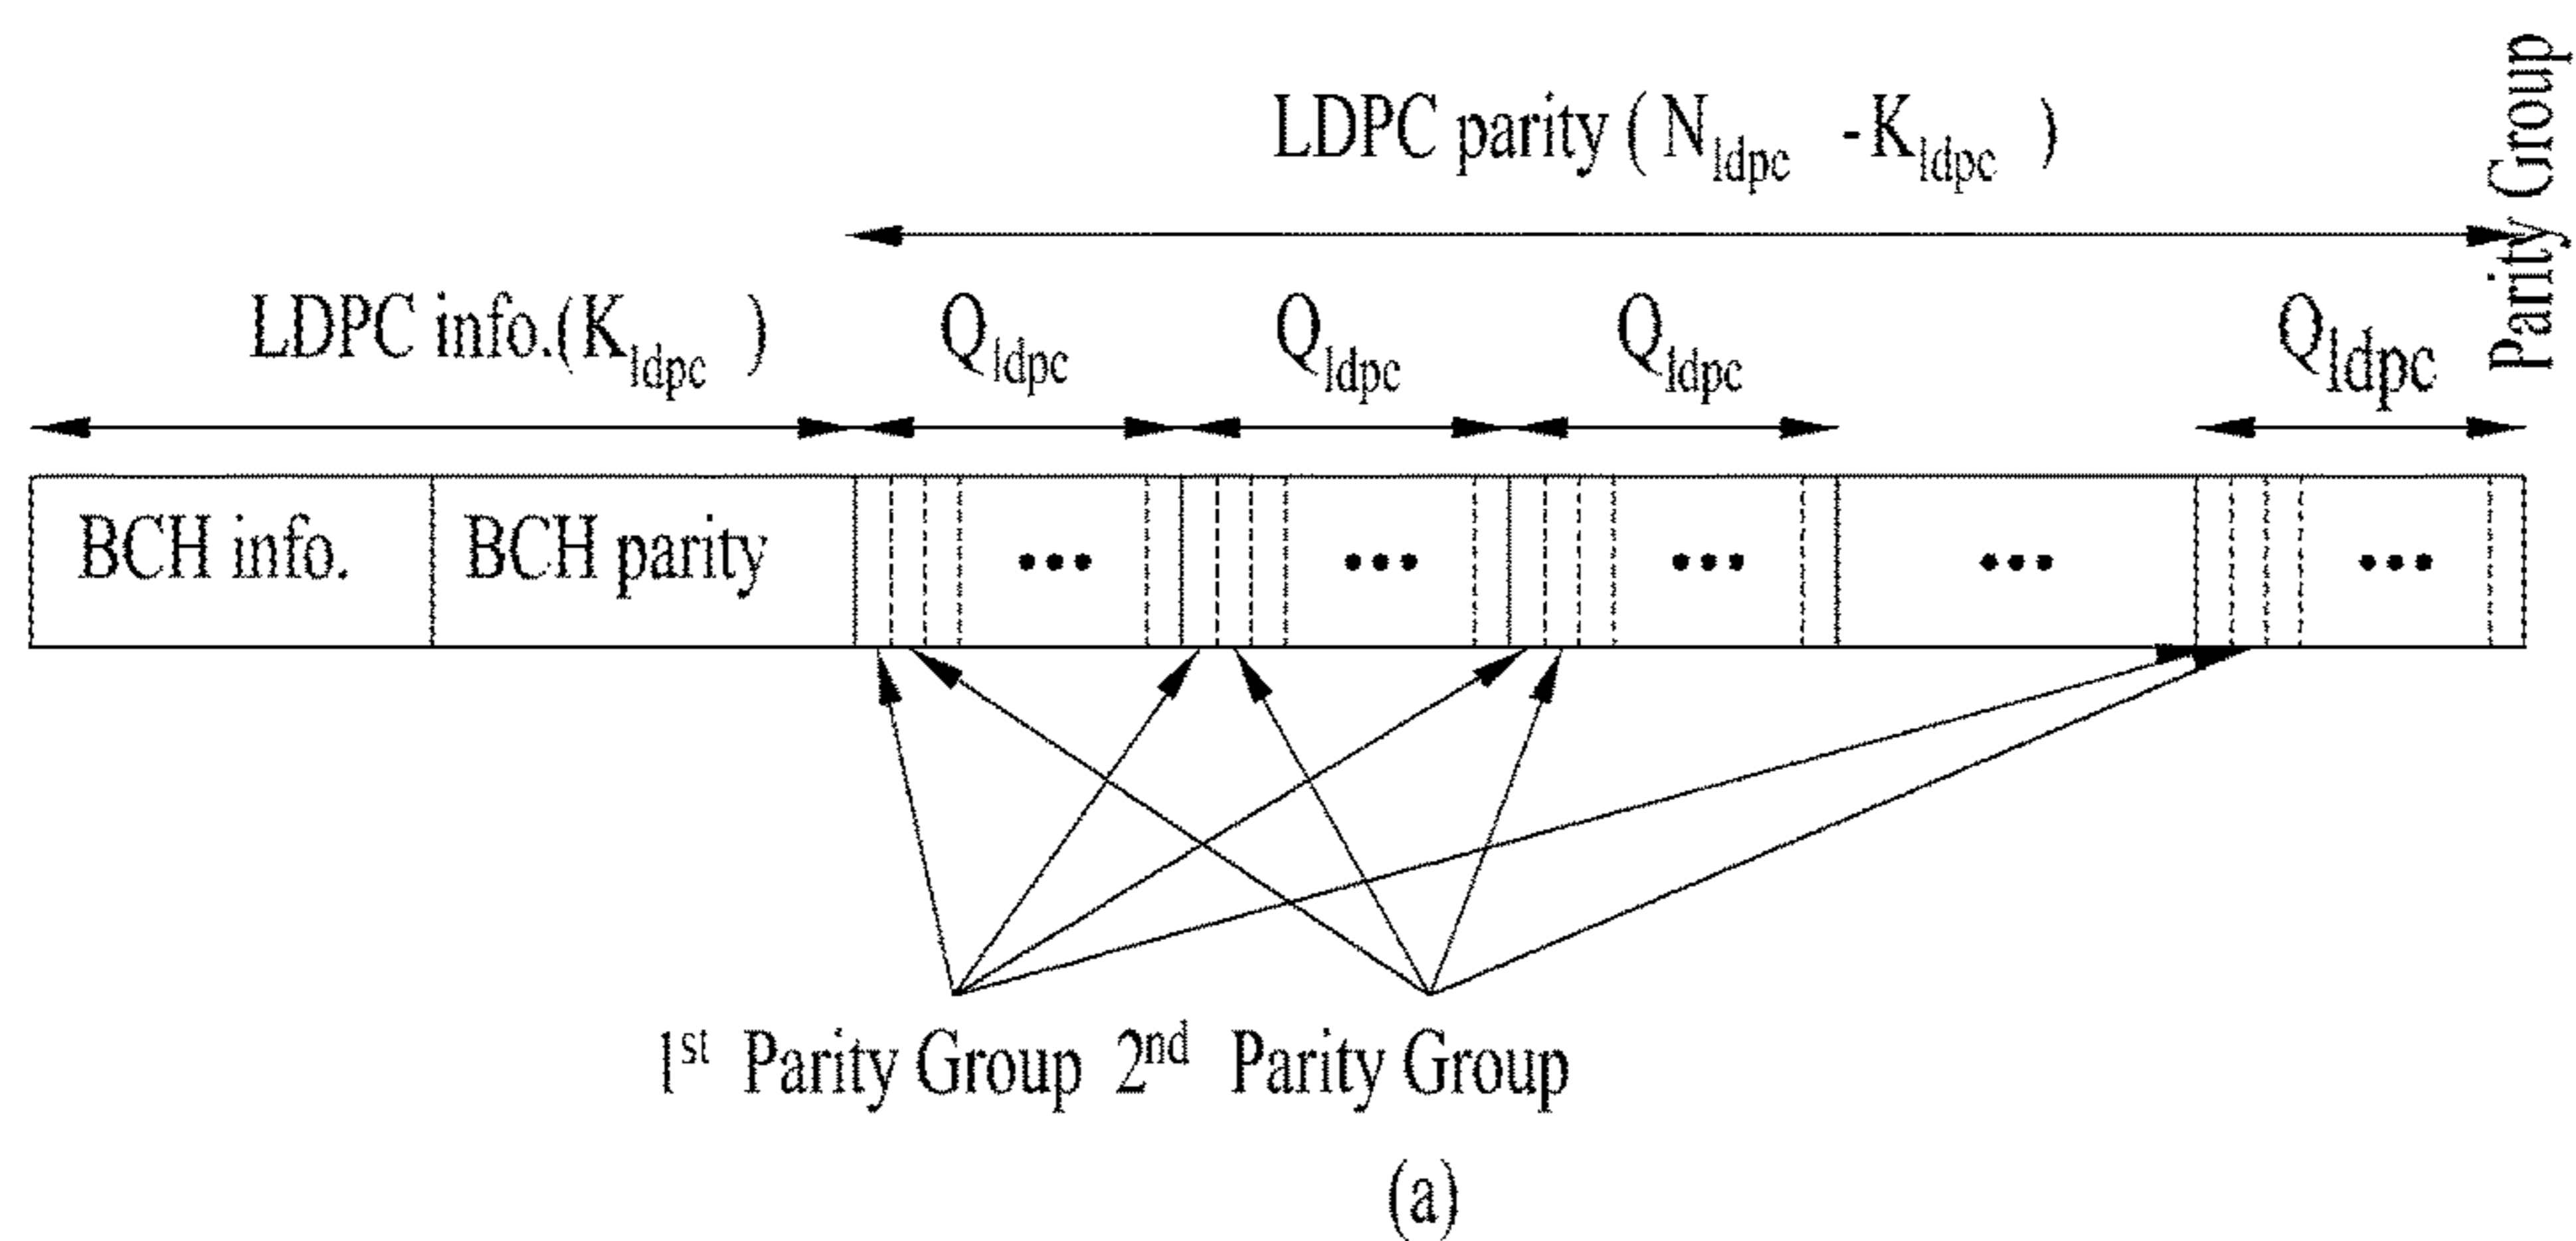 LDPC parity ( Nldpc -Kldpc )
Parity Group
LDPC info.(Kldpc ) Qldpc Qldpc Qldpc Qldpc
BCH info. BCH parity ••• ••• ••• ••• •••
1st Parity Group 2nd Parity Group
(a)